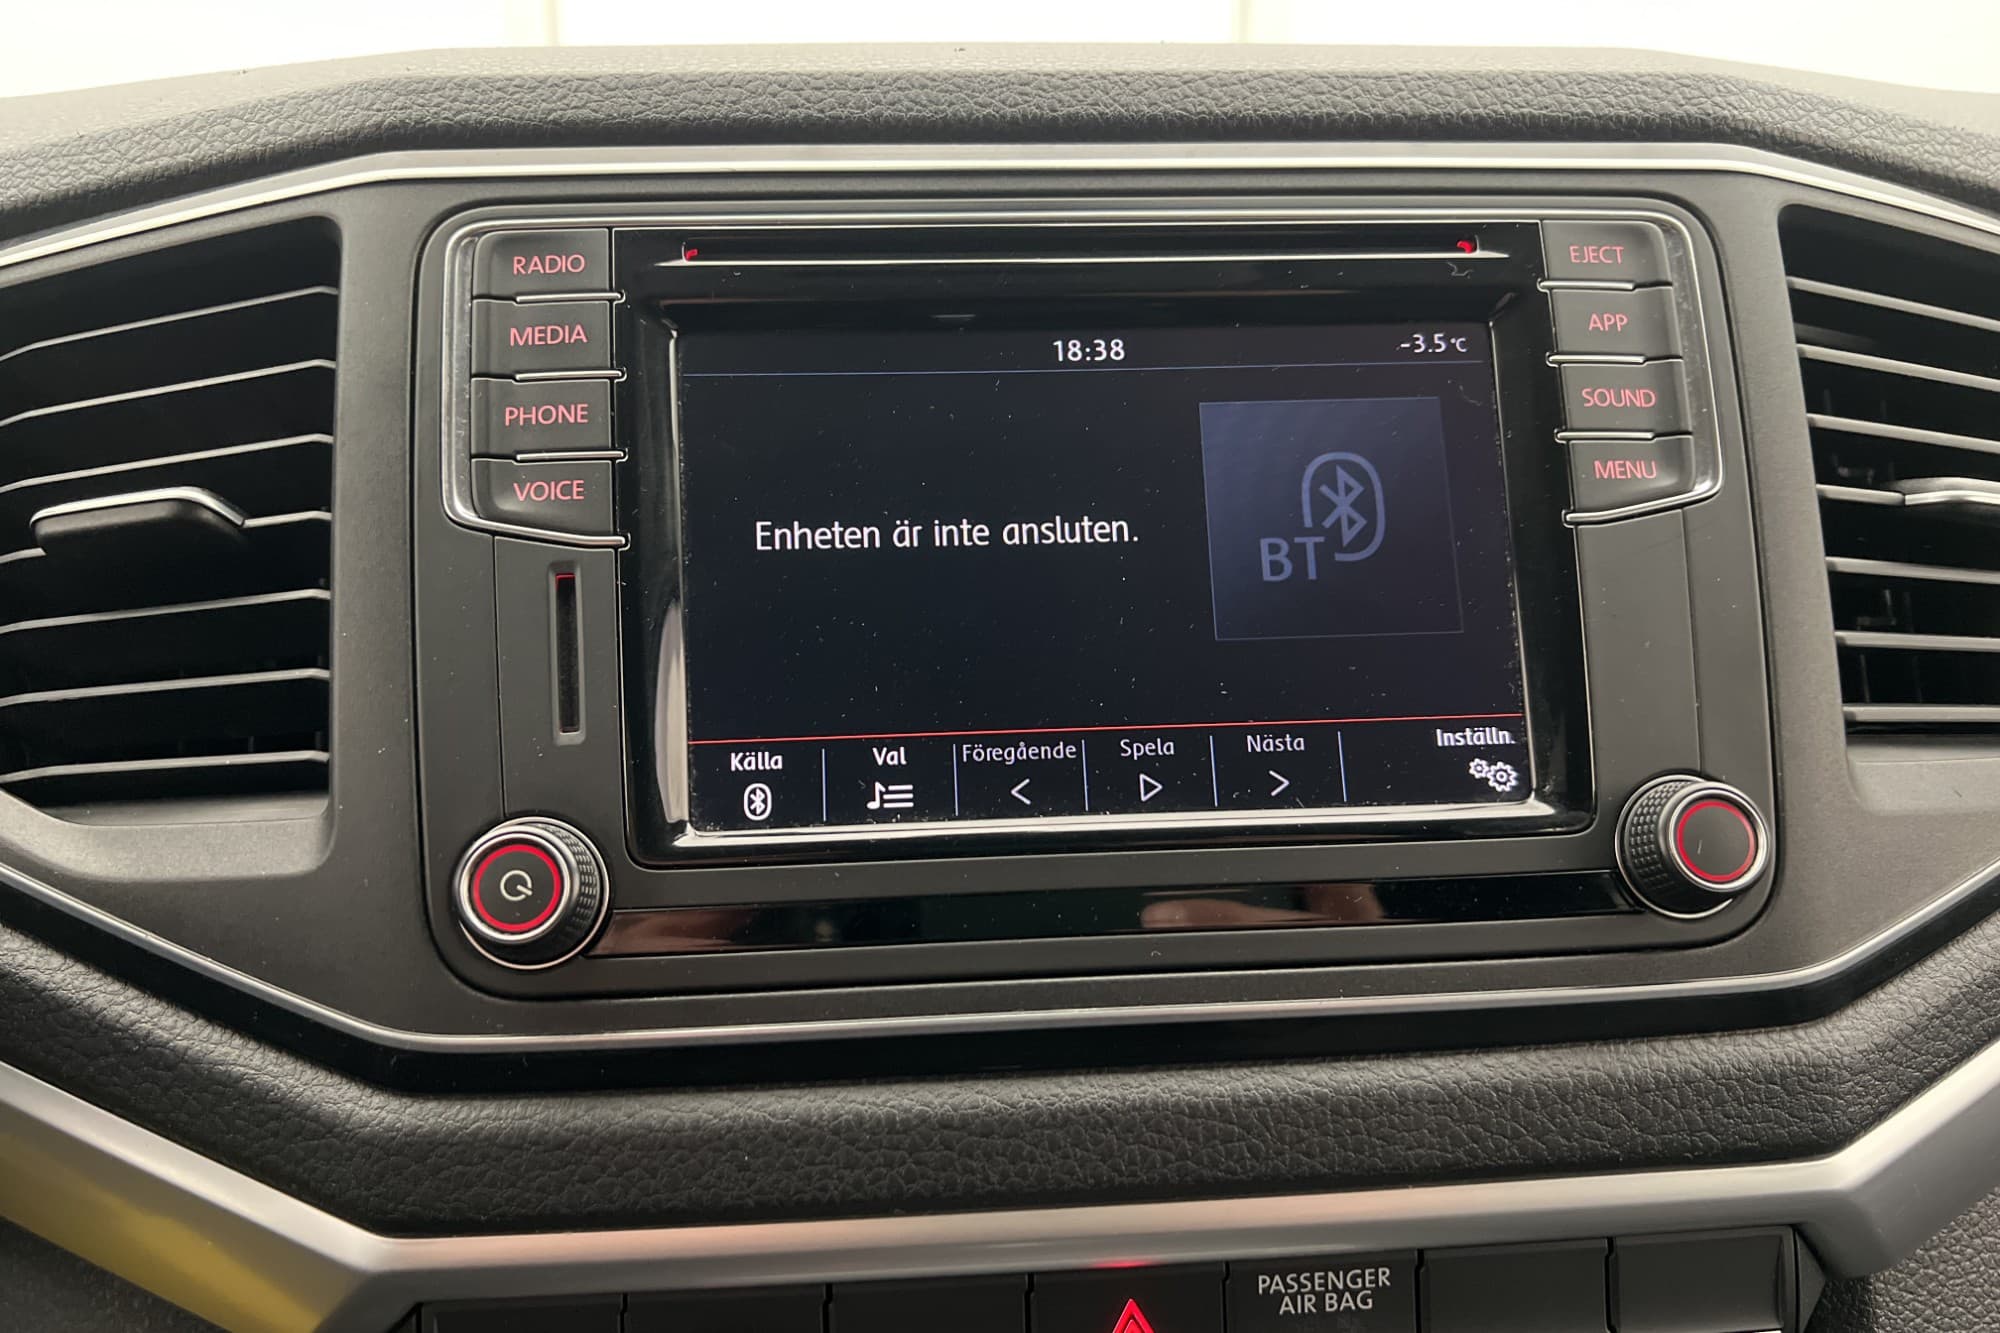 RADIO
MEDIA
PHONE
VOICE
EJECT
APP
SOUND
MENU
18:38
-3.5°C
Enheten är inte ansluten.
BT
Källa
Val
Föregående
Spela
Nästa
Inställn.
PASSENGER
AIR BAG